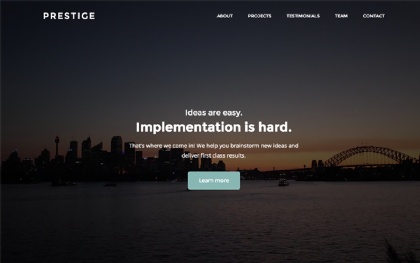 PRESTIGE
ABOUT PROJECTS TESTIMONIALS TEAM CONTACT
Ideas are easy.
Implementation is hard.
That's where we come in! We help you brainstorm new ideas and
deliver first class results.
Learn more